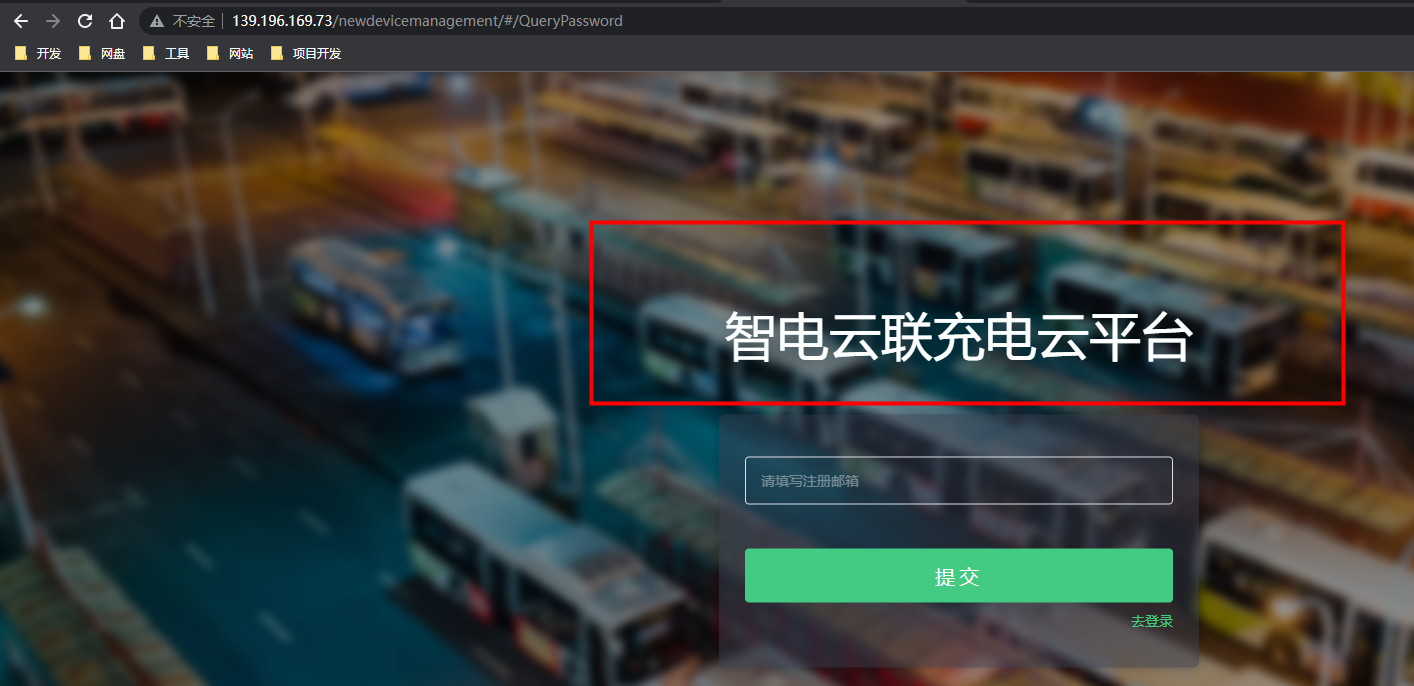 不安全 139.196.169.73/newdevicemanagement/#/QueryPassword
开发 网盘 工具 网站 项目开发
智电云联充电云平台
请填写注册邮箱
提交
去登录